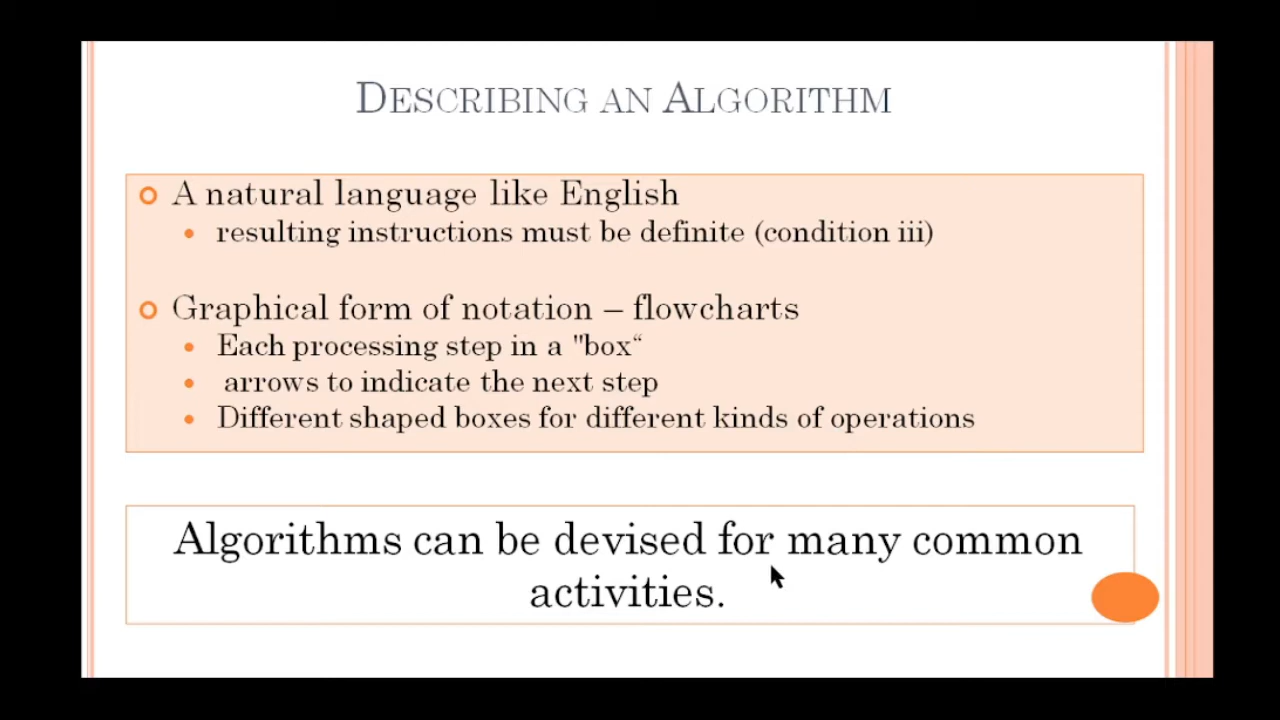 DESCRIBING AN ALGORITHM
A natural language like English
resulting instructions must be definite (condition iii)
Graphical form of notation – flowcharts
Each processing step in a "box“
arrows to indicate the next step
Different shaped boxes for different kinds of operations
Algorithms can be devised for many common
activities.